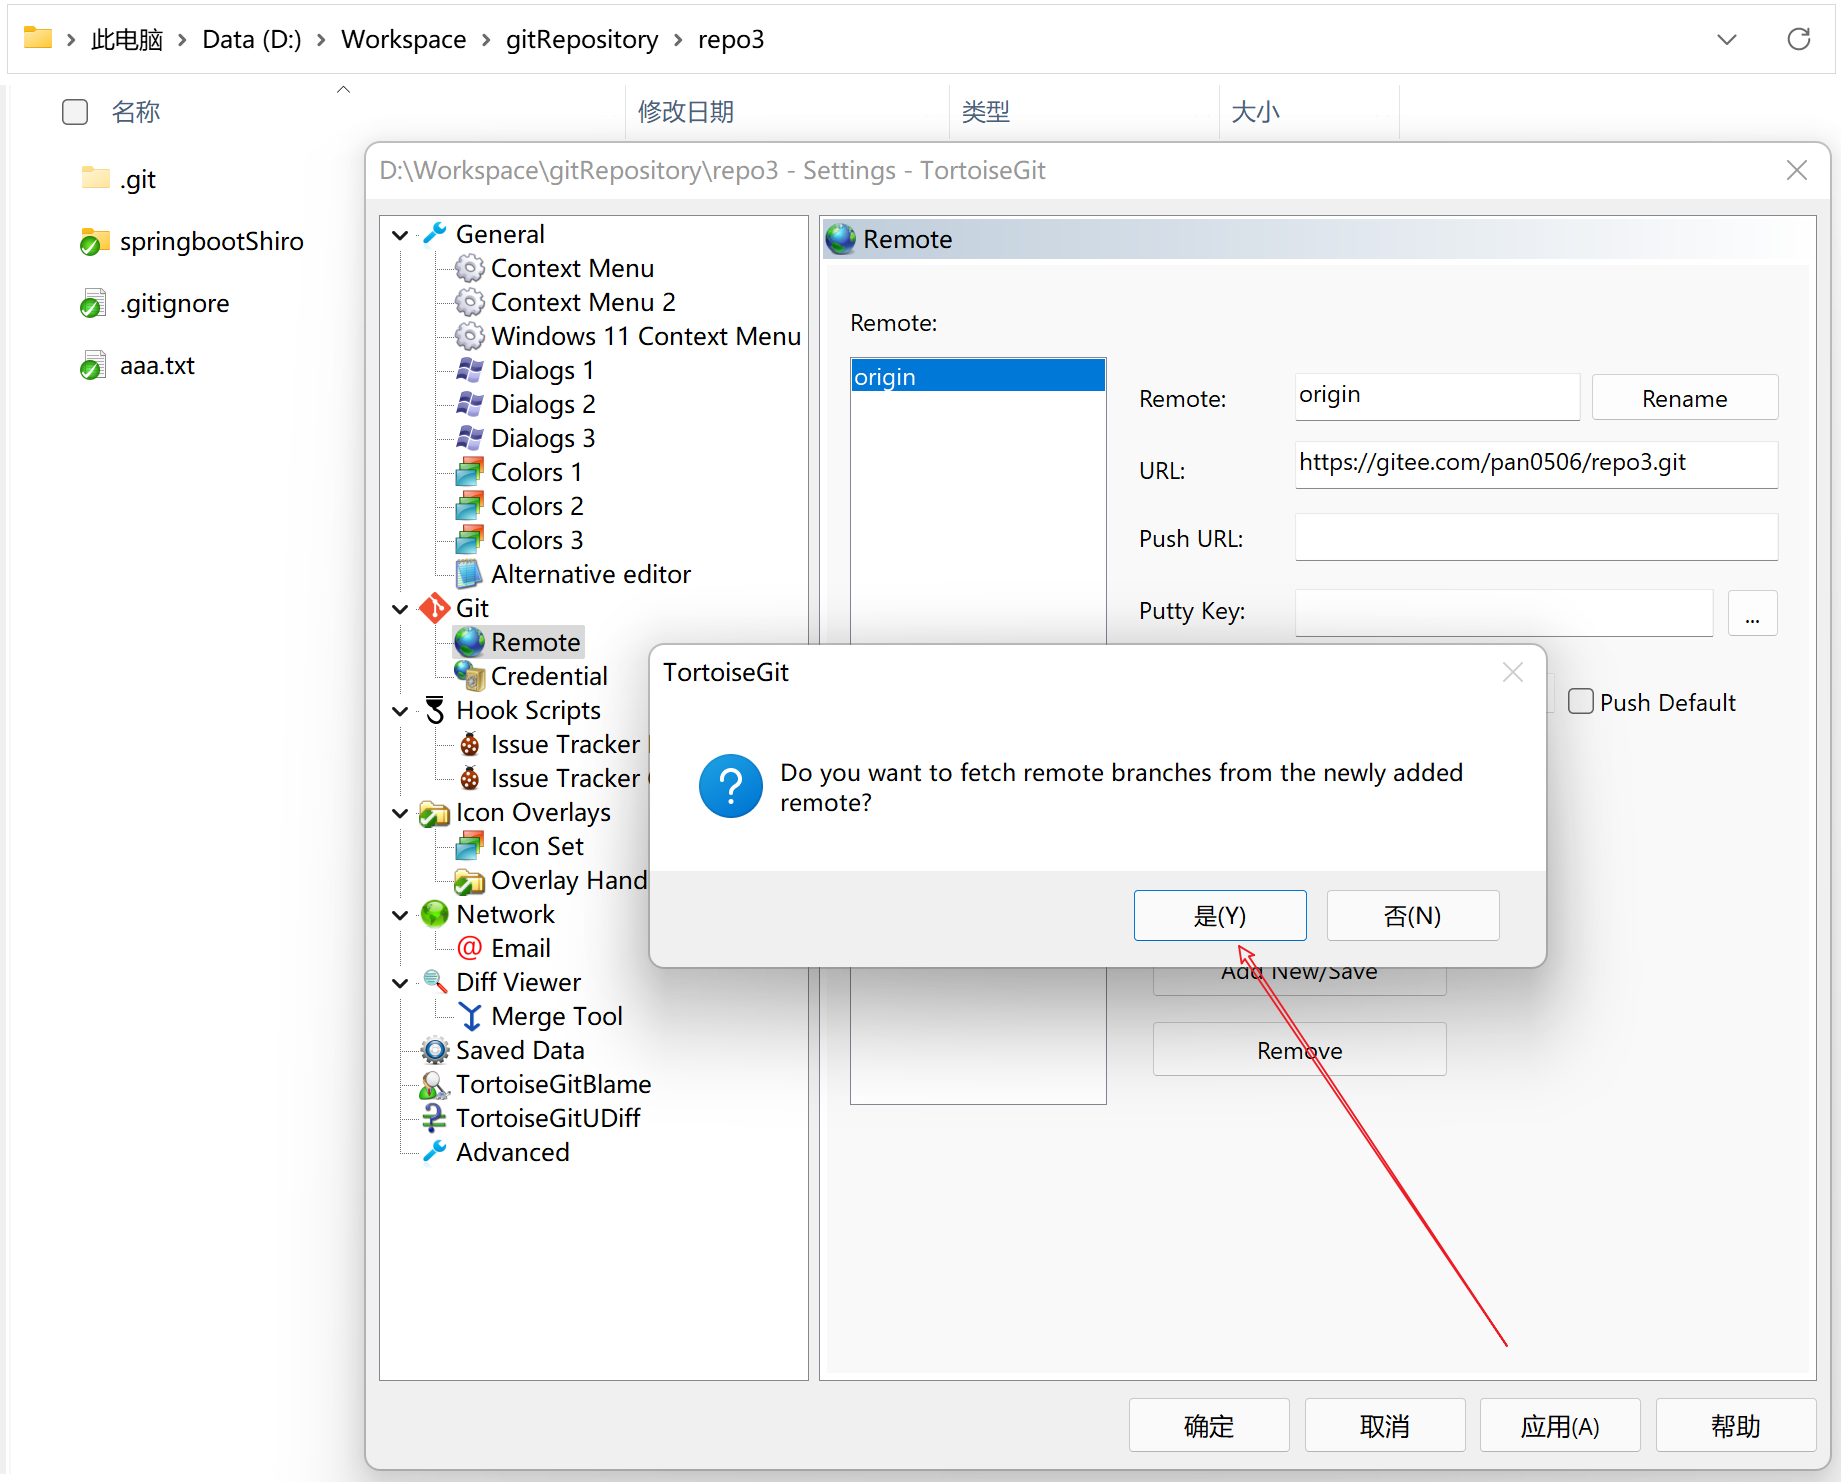 此电脑 Data (D:) Workspace gitRepository repo3
名称 修改日期 类型 大小
.git
springbootShiro
.gitignore
aaa.txt
D:\Workspace\gitRepository\repo3 - Settings - TortoiseGit
General
Context Menu
Context Menu 2
Windows 11 Context Menu
Dialogs 1
Dialogs 2
Dialogs 3
Colors 1
Colors 2
Colors 3
Alternative editor
Git
Remote
Credential
Hook Scripts
Issue Tracker
Issue Tracker
Icon Overlays
Icon Set
Overlay Hand
Network
Email
Diff Viewer
Merge Tool
Saved Data
TortoiseGitBlame
TortoiseGitUDiff
Advanced
Remote
Remote:
origin
Remote: origin Rename
URL: https://gitee.com/pan0506/repo3.git
Push URL:
Putty Key: ...
Push Default
TortoiseGit
Do you want to fetch remote branches from the newly added
remote?
是(Y) 否(N)
Add New/Save
Remove
确定 取消 应用(A) 帮助